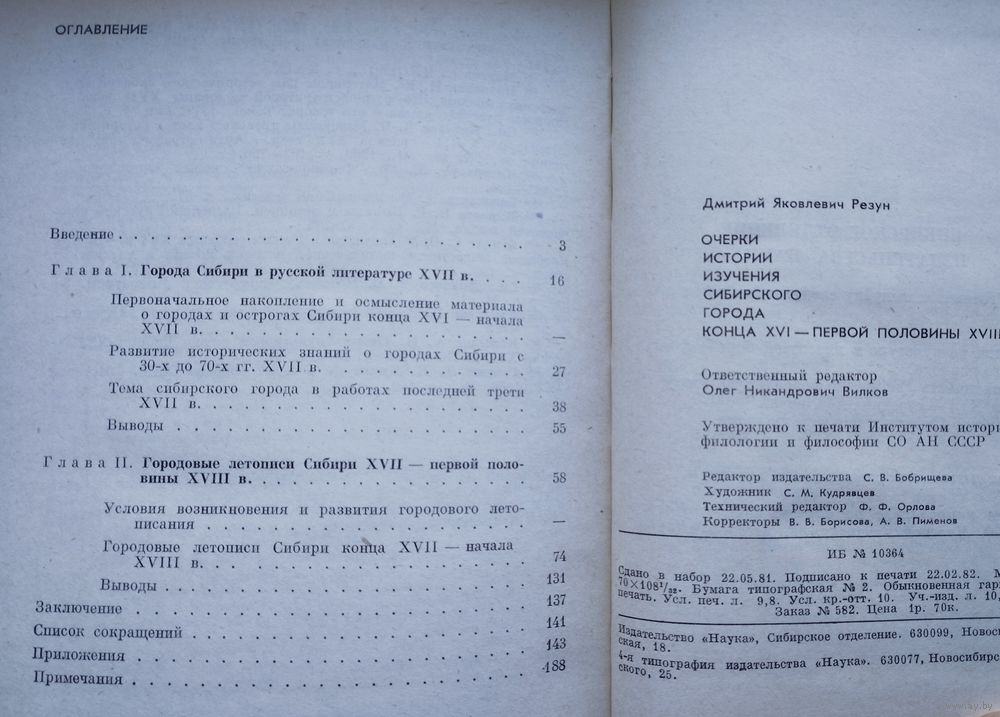 ОГЛАВЛЕНИЕ
Введение . . . 3
Глава I. Города Сибири в русской литературе XVII в. . . . 16
Первоначальное накопление и осмысление материала
о городах и острогах Сибири конца XVI — начала
XVII в. . . . —
Развитие исторических знаний о городах Сибири с
30-х до 70-х гг. XVII в. . . . 27
Тема сибирского города в работах последней трети
XVII в. . . . 38
Выводы . . . 55
Глава II. Городовые летописи Сибири XVII — первой поло-
вины XVIII в. . . . 58
Условия возникновения и развития городового лето-
писания . . . —
Городовые летописи Сибири конца XVII — начала
XVIII в. . . . 74
Выводы . . . 131
Заключение . . . 137
Список сокращений . . . 141
Приложения . . . 143
Примечания . . . 188
Дмитрий Яковлевич Резун
ОЧЕРКИ
ИСТОРИИ
ИЗУЧЕНИЯ
СИБИРСКОГО
ГОРОДА
КОНЦА XVI — ПЕРВОЙ ПОЛОВИНЫ XVIII
Ответственный редактор
Олег Никандрович Вилков
Утверждено к печати Институтом истори
филологии и философии СО АН СССР
Редактор издательства С. В. Бобрищева
Художник С. М. Кудрявцев
Технический редактор Ф. Ф. Орлова
Корректоры В. В. Борисова, А. В. Пименов
ИБ № 10364
Сдано в набор 22.05.81. Подписано к печати 22.02.82.
70×108¹/₃₂. Бумага типографская № 2. Обыкновенная гар
печать. Усл. печ. л. 9,8. Усл. кр.-отт. 10. Уч.-изд. л. 10,
Заказ № 582. Цена 1р. 70к.
Издательство «Наука», Сибирское отделение. 630099, Новоси
ская, 18.
4-я типография издательства «Наука». 630077, Новосибирс
ского, 25.
www.ay.by